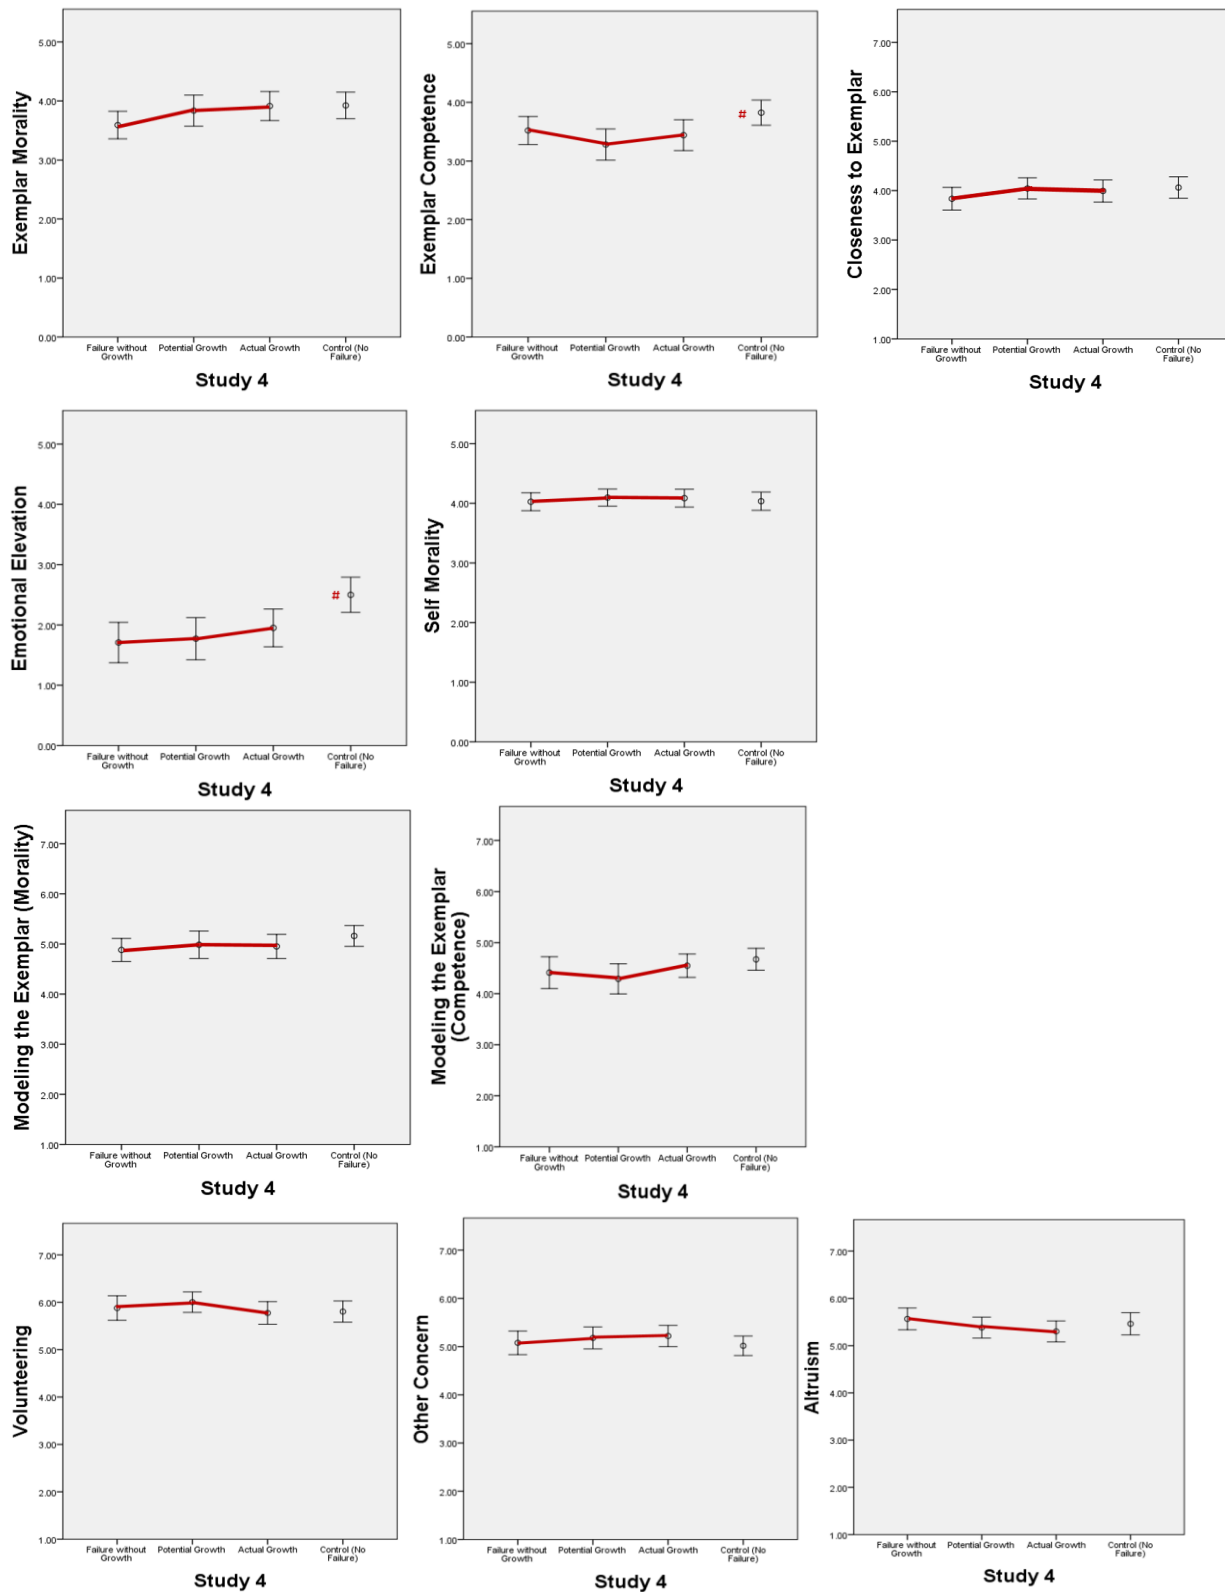 Exemplar Morality
5.00
4.00
3.00
2.00
1.00
0.00
Failure without
Growth
Potential Growth
Actual Growth
Control (No
Failure)
Study 4
Exemplar Competence
5.00
4.00
3.00
2.00
1.00
0.00
#
Failure without
Growth
Potential Growth
Actual Growth
Control (No
Failure)
Study 4
Closeness to Exemplar
7.00
6.00
5.00
4.00
3.00
2.00
1.00
Failure without
Growth
Potential Growth
Actual Growth
Control (No
Failure)
Study 4
Emotional Elevation
5.00
4.00
3.00
2.00
1.00
0.00
#
Failure without
Growth
Potential Growth
Actual Growth
Control (No
Failure)
Study 4
Self Morality
5.00
4.00
3.00
2.00
1.00
0.00
Failure without
Growth
Potential Growth
Actual Growth
Control (No
Failure)
Study 4
Modeling the Exemplar (Morality)
7.00
6.00
5.00
4.00
3.00
2.00
1.00
Failure without
Growth
Potential Growth
Actual Growth
Control (No
Failure)
Study 4
Modeling the Exemplar
(Competence)
7.00
6.00
5.00
4.00
3.00
2.00
1.00
Failure without
Growth
Potential Growth
Actual Growth
Control (No
Failure)
Study 4
Volunteering
7.00
6.00
5.00
4.00
3.00
2.00
1.00
Failure without
Growth
Potential Growth
Actual Growth
Control (No
Failure)
Study 4
Other Concern
7.00
6.00
5.00
4.00
3.00
2.00
1.00
Failure without
Growth
Potential Growth
Actual Growth
Control (No
Failure)
Study 4
Altruism
7.00
6.00
5.00
4.00
3.00
2.00
1.00
Failure without
Growth
Potential Growth
Actual Growth
Control (No
Failure)
Study 4